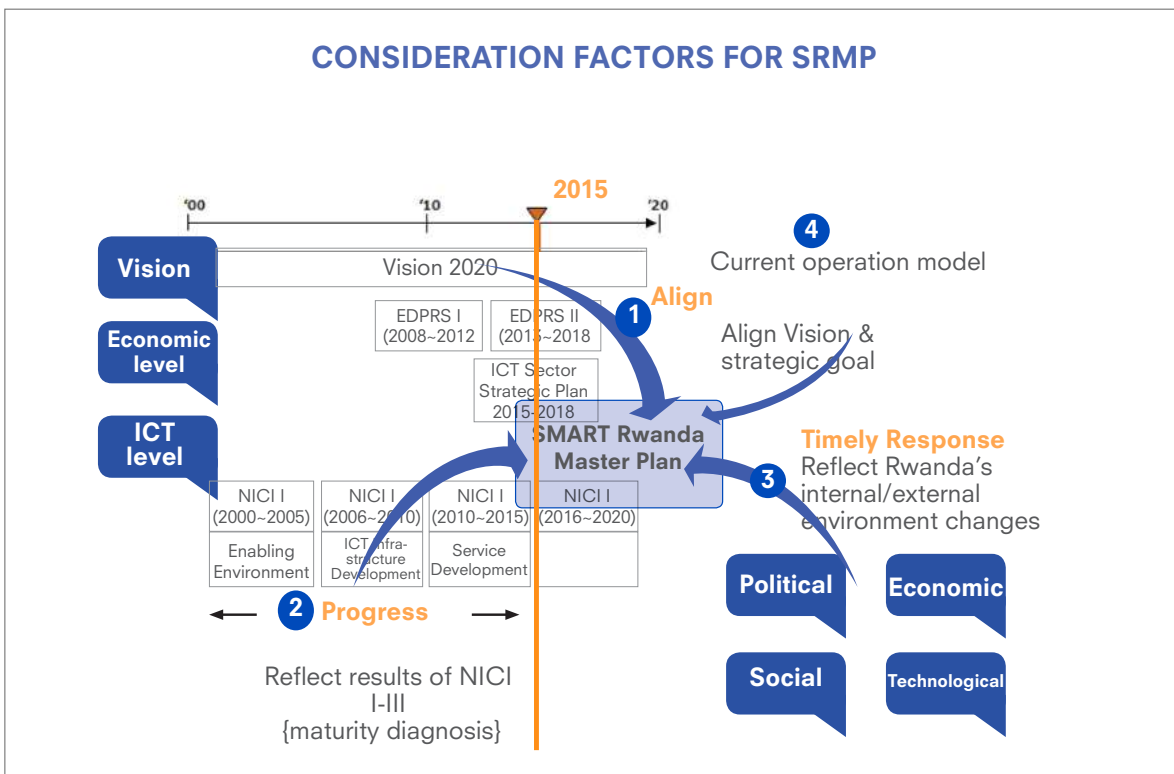 CONSIDERATION FACTORS FOR SRMP
2015
'00
'10
'20
Vision
Vision 2020
Economic
level
EDPRS I
(2008~2012
EDPRS II
(2013~2018
ICT Sector
Strategic Plan
2015-2018
ICT
level
SMART Rwanda
Master Plan
NICI I
(2000~2005)
NICI I
(2006~2010)
NICI I
(2010~2015)
NICI I
(2016~2020)
Enabling
Environment
ICT Infra-
structure
Development
Service
Development
1
Align
2
Progress
Reflect results of NICI
I-III
{maturity diagnosis}
4
Current operation model
Align Vision &
strategic goal
Timely Response
3
Reflect Rwanda's
internal/external
environment changes
Political
Economic
Social
Technological